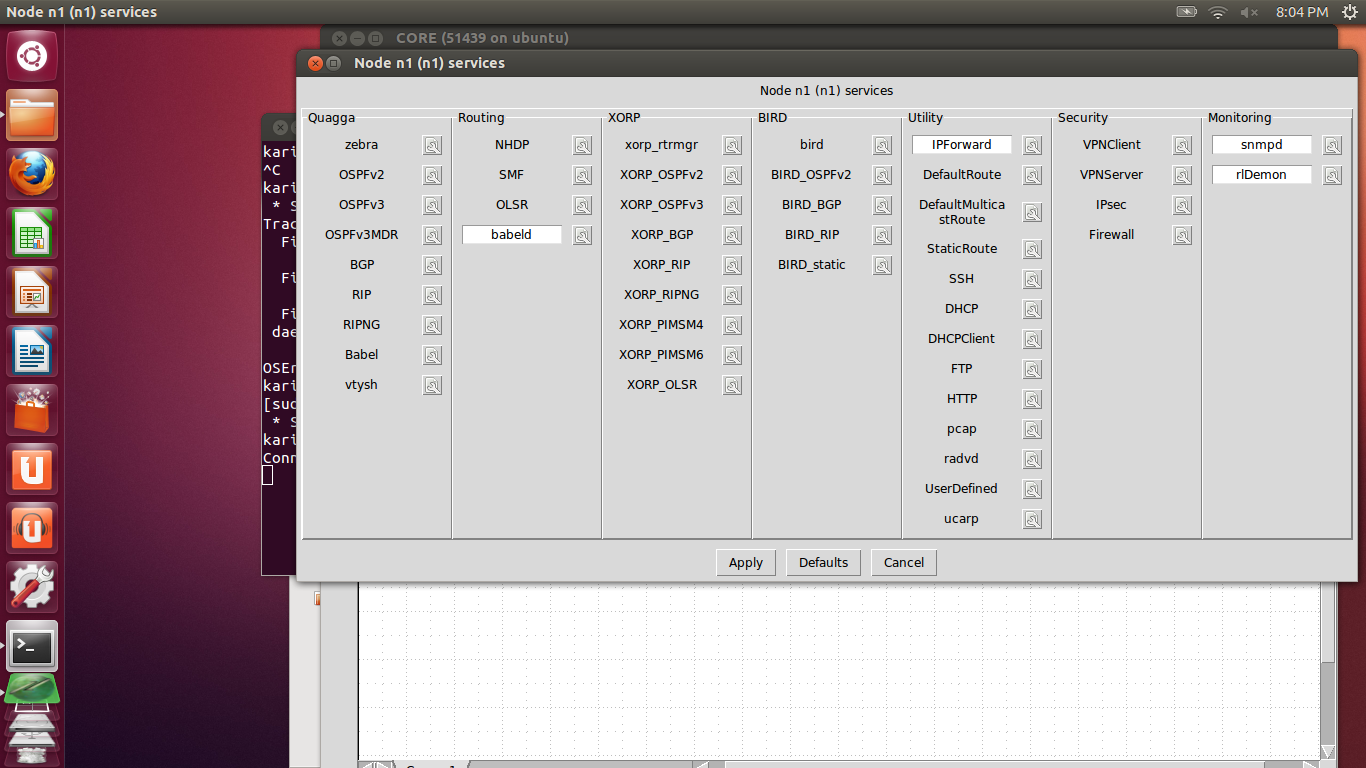 Node n1 (n1) services
8:04 PM
CORE (51439 on ubuntu)
Node n1 (n1) services
Node n1 (n1) services
Quagga
zebra
OSPFv2
OSPFv3
OSPFv3MDR
BGP
RIP
RIPNG
Babel
vtysh
Routing
NHDP
SMF
OLSR
babeld
XORP
xorp_rtrmgr
XORP_OSPFv2
XORP_OSPFv3
XORP_BGP
XORP_RIP
XORP_RIPNG
XORP_PIMSM4
XORP_PIMSM6
XORP_OLSR
BIRD
bird
BIRD_OSPFv2
BIRD_BGP
BIRD_RIP
BIRD_static
Utility
IPForward
DefaultRoute
DefaultMultica
stRoute
StaticRoute
SSH
DHCP
DHCPClient
FTP
HTTP
pcap
radvd
UserDefined
ucarp
Security
VPNClient
VPNServer
IPsec
Firewall
Monitoring
snmpd
rlDemon
Apply Defaults Cancel
kari
^C
kari
* S
Trac
Fi
Fi
Fi
dae
OSEr
kari
[suc
* S
kari
Conn